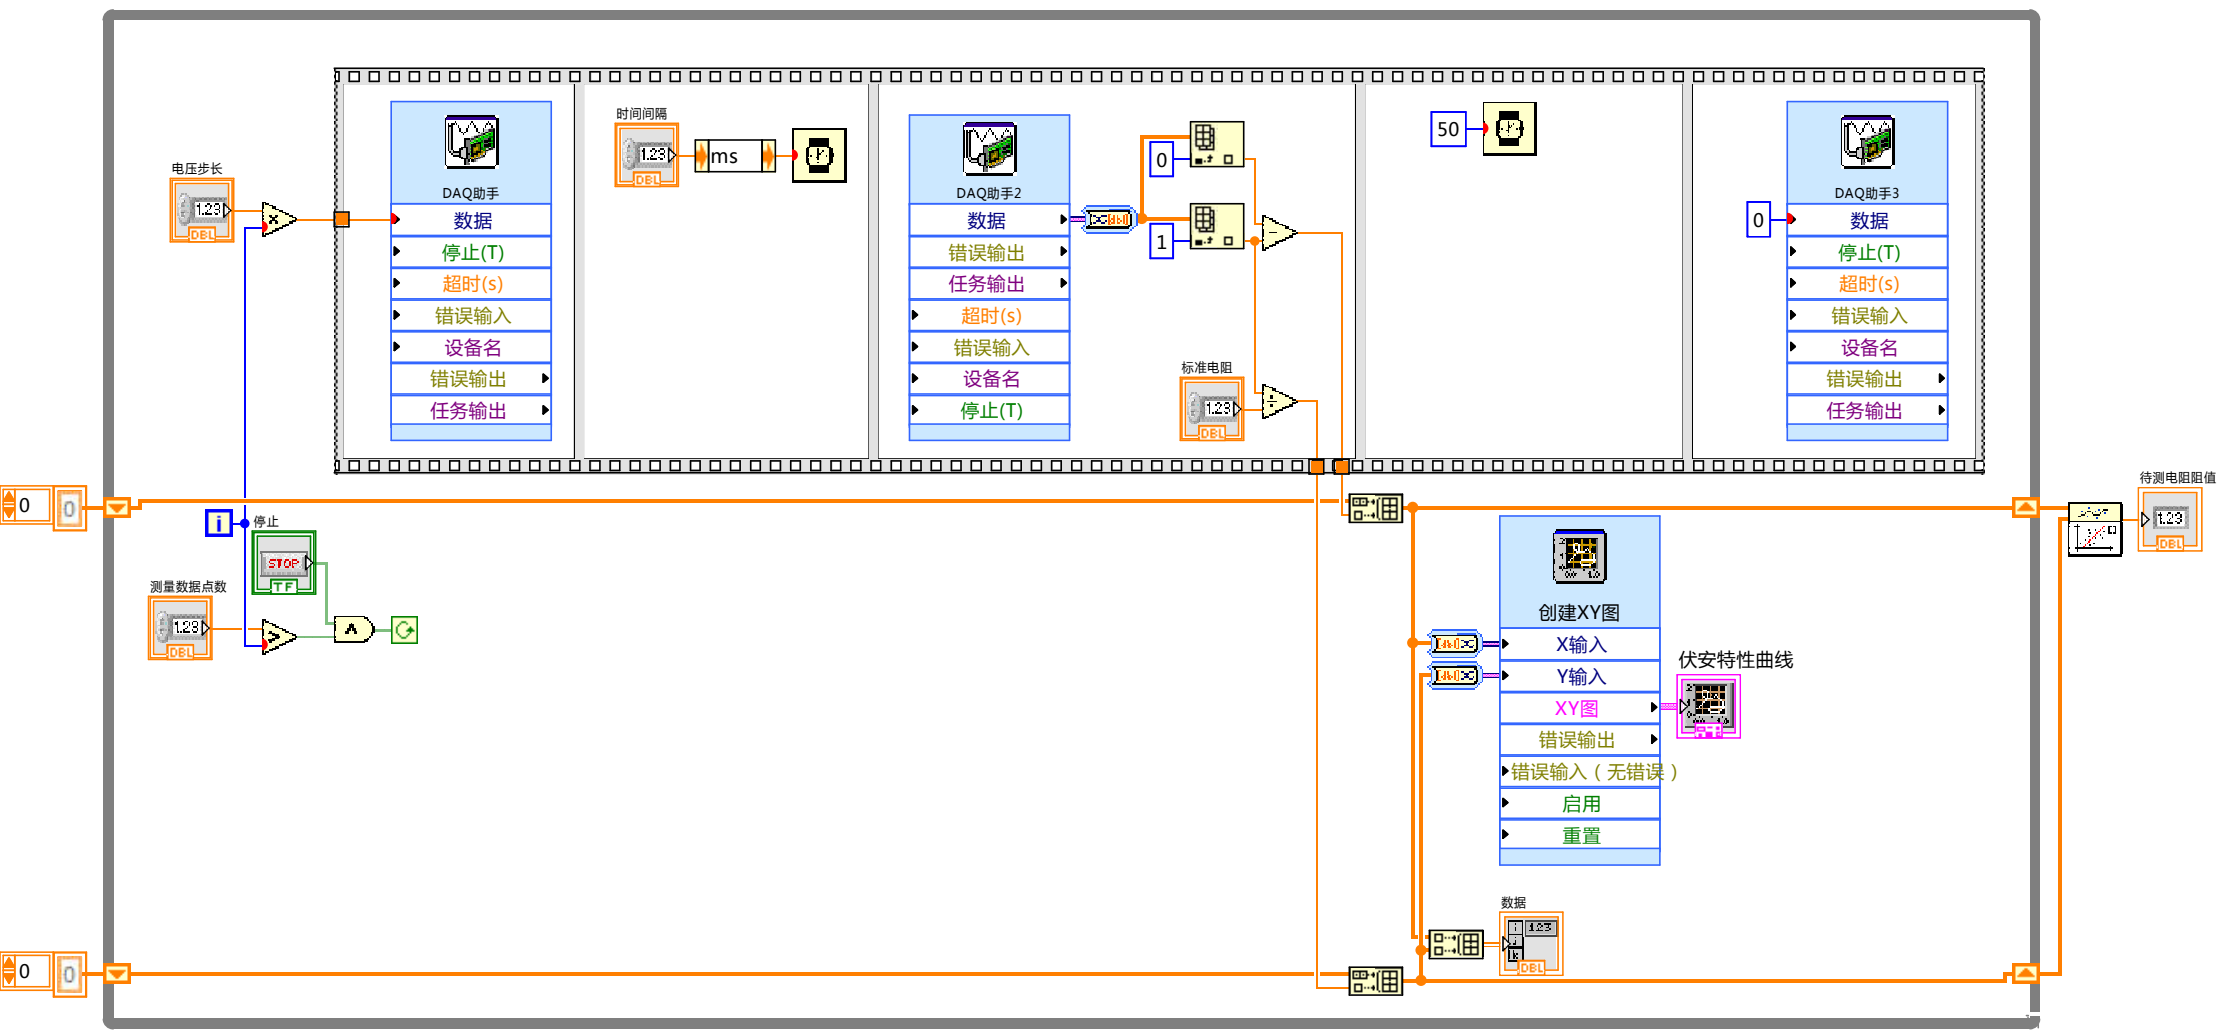 电压步长
1.23
DBL
DAQ助手
数据
停止(T)
超时(s)
错误输入
设备名
错误输出
任务输出
时间间隔
1.23
DBL
ms
DAQ助手2
数据
错误输出
任务输出
超时(s)
错误输入
设备名
停止(T)
0
1
标准电阻
1.23
DBL
50
DAQ助手3
0
数据
停止(T)
超时(s)
错误输入
设备名
错误输出
任务输出
0
0
i
停止
STOP
TF
测量数据点数
1.23
DBL
待测电阻阻值
1.23
DBL
创建XY图
X输入
Y输入
XY图
错误输出
错误输入（无错误）
启用
重置
伏安特性曲线
数据
1.23
DBL
0
0